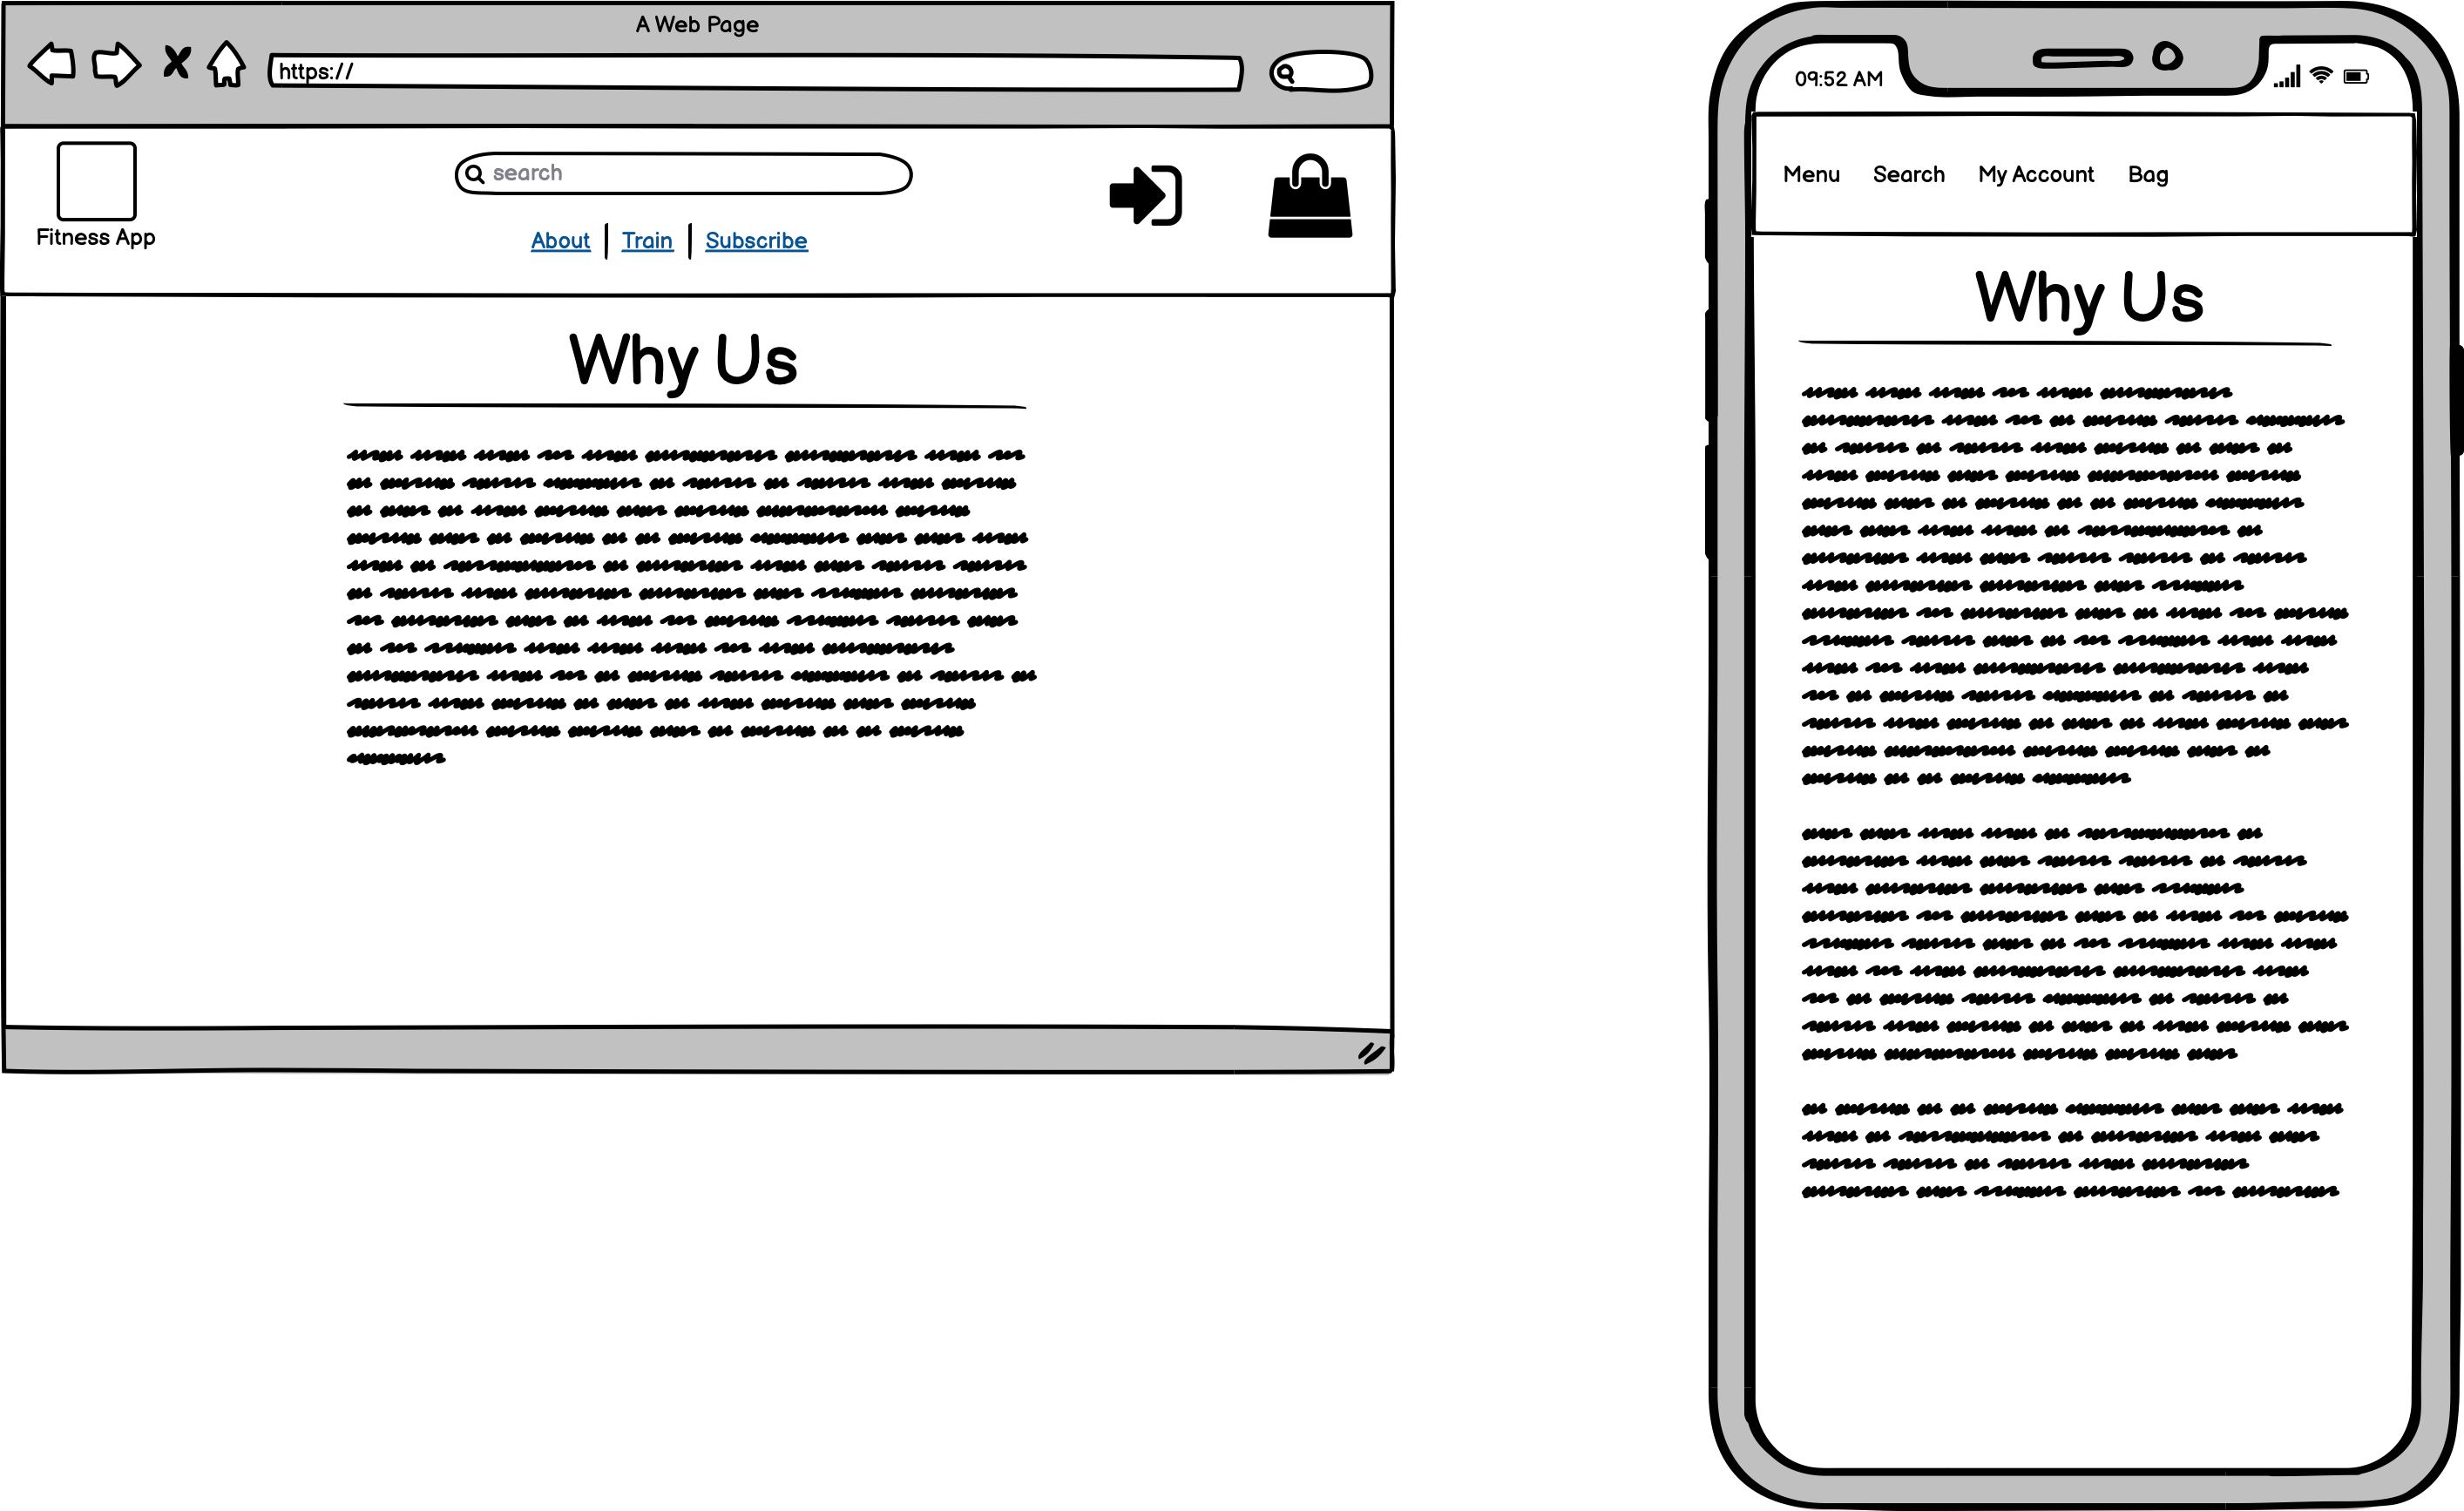 A Web Page
https://
search
Fitness App
About
Train
Subscribe
Why Us
09:52 AM
Menu Search My Account Bag
Why Us